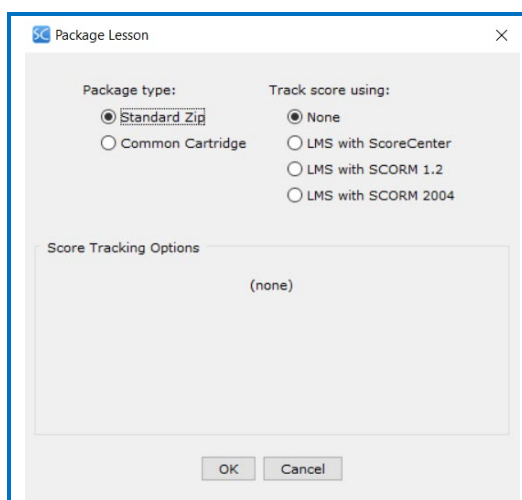 SC Package Lesson
Package type:
Track score using:
Standard Zip
None
Common Cartridge
LMS with ScoreCenter
LMS with SCORM 1.2
LMS with SCORM 2004
Score Tracking Options
(none)
OK
Cancel